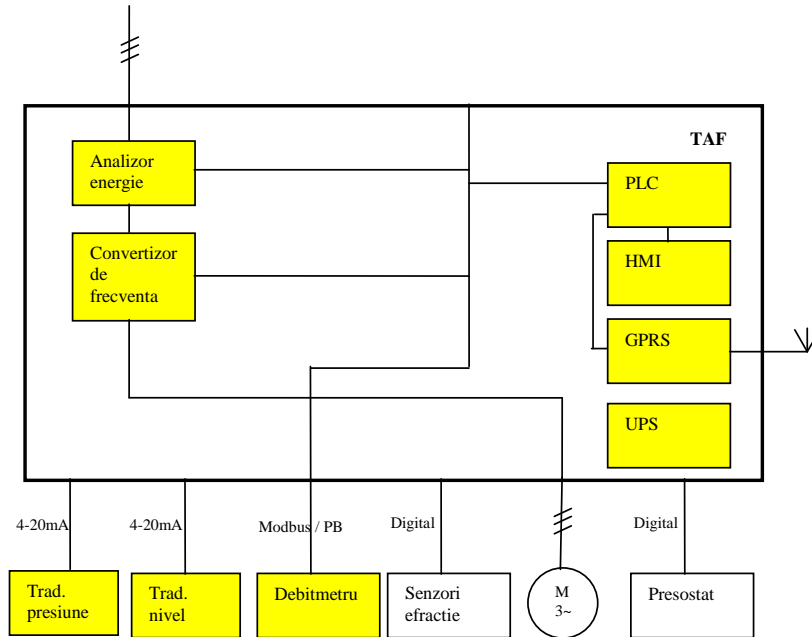 TAF
Analizor
energie
PLC
Convertizor
de
frecventa
HMI
GPRS
UPS
4-20mA
4-20mA
Modbus / PB
Digital
Digital
Trad.
presiune
Trad.
nivel
Debitmetru
Senzori
efractie
M
3~
Presostat